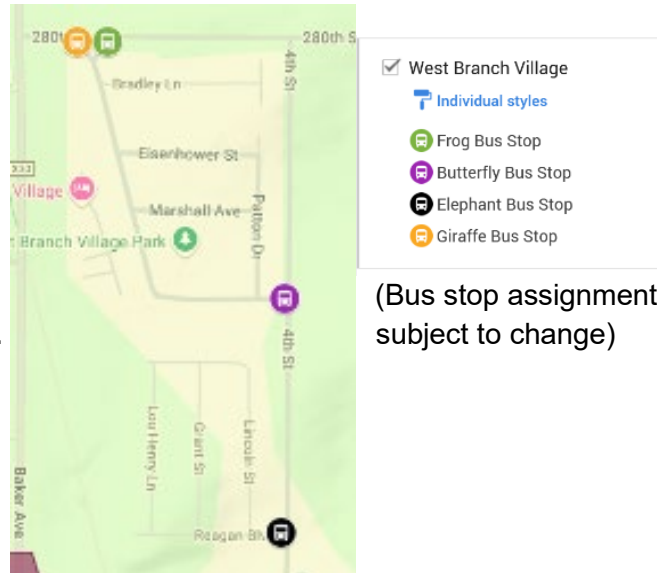 280t
280th S
4th St
Bradley Ln
Eisenhower St
Village
Marshall Ave
Patton Dr
t Branch Village Park
4th St
Lou Henry Ln
Grant St
Lincoln St
Baker Ave
Reagan Bl
West Branch Village
Individual styles
Frog Bus Stop
Butterfly Bus Stop
Elephant Bus Stop
Giraffe Bus Stop
(Bus stop assignment
subject to change)